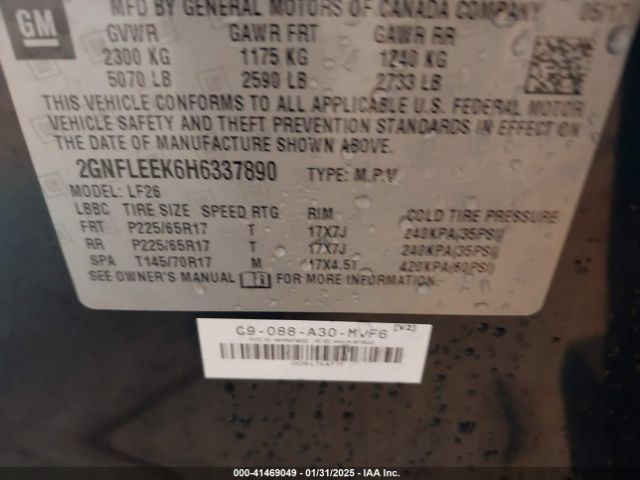 GM
MFD BY GENERAL MOTORS OF CANADA COMPANY 05/17
GVWR GAWR FRT GAWR RR
2300 KG 1175 KG 1240 KG
5070 LB 2590 LB 2733 LB
THIS VEHICLE CONFORMS TO ALL APPLICABLE U.S. FEDERAL MOTOR
VEHICLE SAFETY AND THEFT PREVENTION STANDARDS IN EFFECT ON
THE DATE OF MANUFACTURE SHOWN ABOVE.
2GNFLEEK6H6337890 TYPE: M.P.V
MODEL: LF26
LBBC TIRE SIZE SPEED RTG RIM COLD TIRE PRESSURE
FRT P225/65R17 T 17X7J 240KPA(35PSI)
RR P225/65R17 T 17X7J 240KPA(35PSI)
SPA T145/70R17 M 17X4.5T 420KPA(60PSI)
SEE OWNER'S MANUAL FOR MORE INFORMATION.
G9-088-A30-MVF6 [V2]
000-41469049 - 01/31/2025 - IAA Inc.